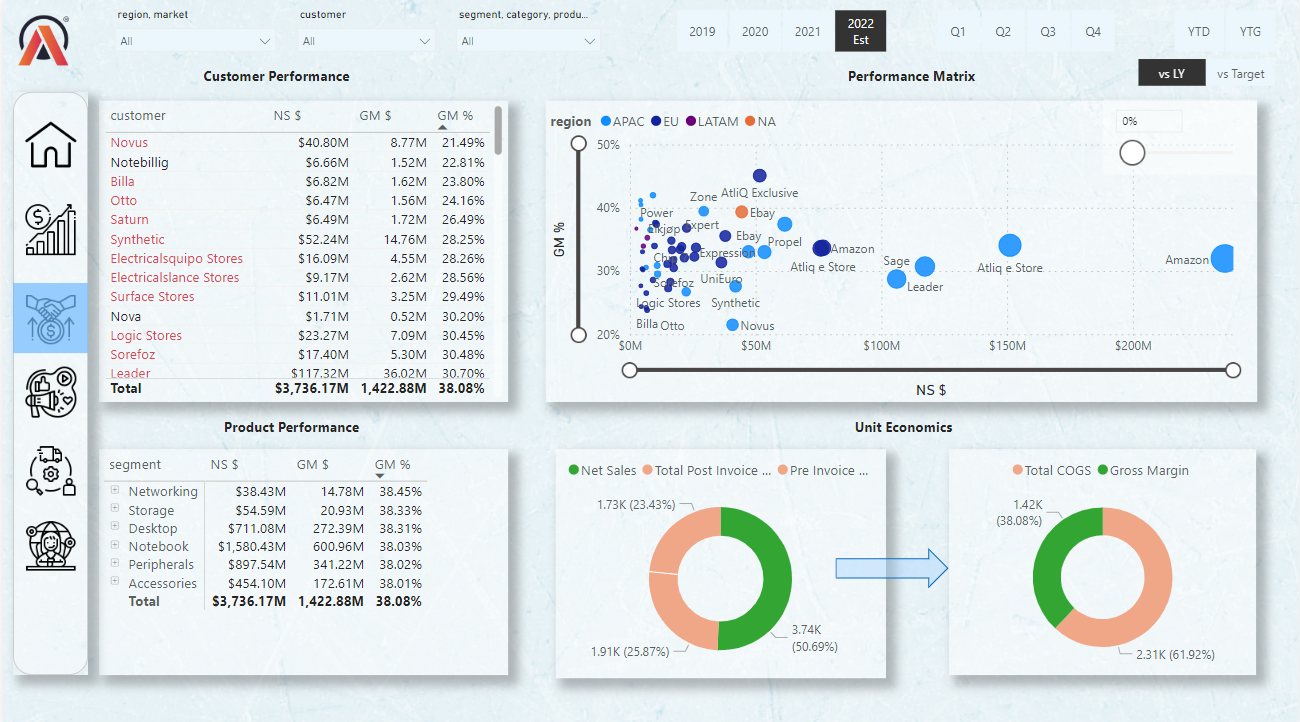 region, market customer segment, category, produ...
All All All
2019 2020 2021 2022 Est Q1 Q2 Q3 Q4 YTD YTG
vs LY vs Target
Customer Performance
customer NS $ GM $ GM %
Novus $40.80M 8.77M 21.49%
Notebillig $6.66M 1.52M 22.81%
Billa $6.82M 1.62M 23.80%
Otto $6.47M 1.56M 24.16%
Saturn $6.49M 1.72M 26.49%
Synthetic $52.24M 14.76M 28.25%
Electricalsquipo Stores $16.09M 4.55M 28.26%
Electricalslance Stores $9.17M 2.62M 28.56%
Surface Stores $11.01M 3.25M 29.49%
Nova $1.71M 0.52M 30.20%
Logic Stores $23.27M 7.09M 30.45%
Sorefoz $17.40M 5.30M 30.48%
Leader $117.32M 36.02M 30.70%
Total $3,736.17M 1,422.88M 38.08%
Performance Matrix
region APAC EU LATAM NA
0%
GM %
50%
40%
30%
20%
AtliQ Exclusive
Zone
Power
Ebay
Elkjøp
Expert
Ebay
Propel
Amazon
Expression
Chip
Atliq e Store
Sage
Atliq e Store
Amazon
UniEuro
Sorefoz
Leader
Logic Stores
Synthetic
Billa
Otto
Novus
$0M $50M $100M $150M $200M
NS $
Product Performance
segment NS $ GM $ GM %
Networking $38.43M 14.78M 38.45%
Storage $54.59M 20.93M 38.33%
Desktop $711.08M 272.39M 38.31%
Notebook $1,580.43M 600.96M 38.03%
Peripherals $897.54M 341.22M 38.02%
Accessories $454.10M 172.61M 38.01%
Total $3,736.17M 1,422.88M 38.08%
Unit Economics
Net Sales Total Post Invoice ... Pre Invoice ...
1.73K (23.43%)
3.74K
(50.69%)
1.91K (25.87%)
Total COGS Gross Margin
1.42K
(38.08%)
2.31K (61.92%)